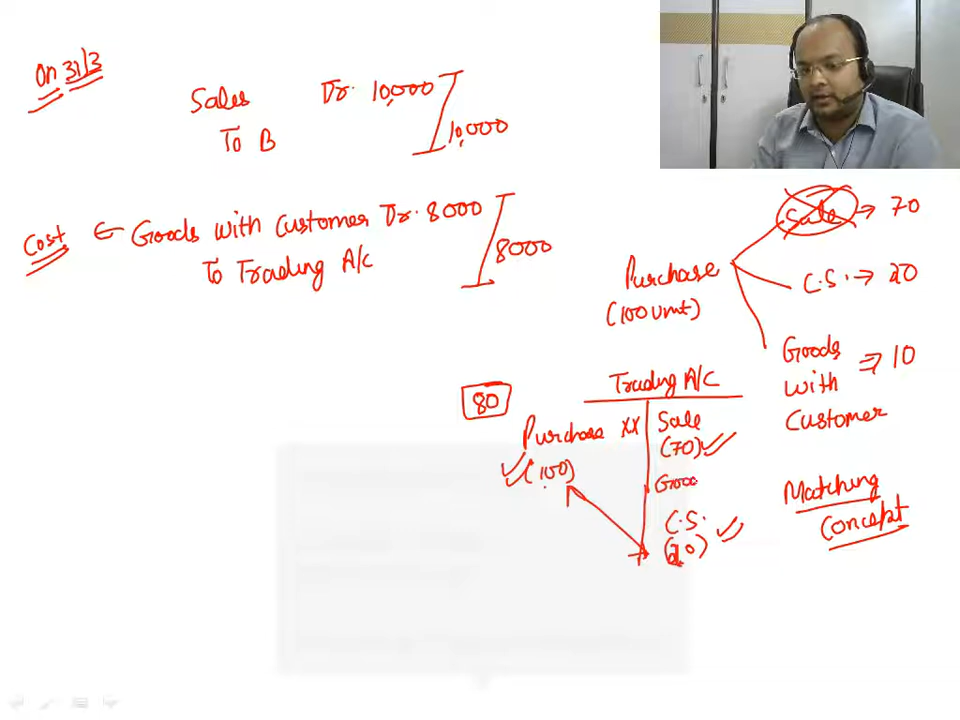 On 31/3
Sales Dr. 10,000
To B 10,000
Cost ← Goods with Customer Dr. 8000
To Trading A/c 8000
Purchase
(100 unit)
Sale → 70
C.S. → 20
Goods
with
Customer ⇒ 10
80
Trading A/C
Purchase xx
(100)
Sale
(70)
Gooo
C.S.
(20)
Matching
Concept